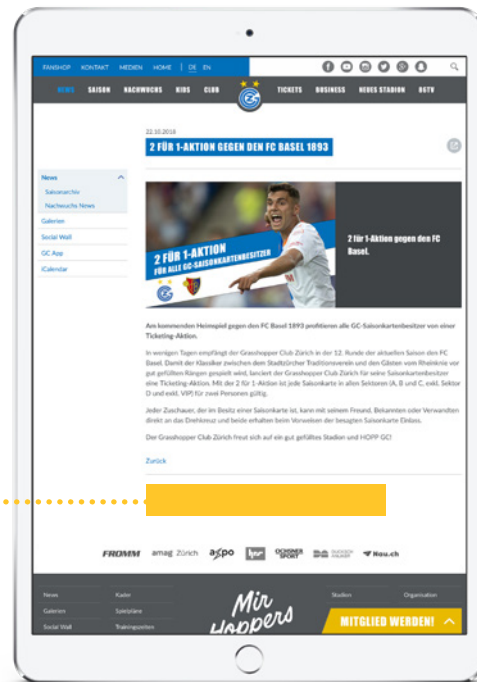 FANSHOP KONTAKT MEDIEN HOME | DE EN
NEWS SAISON NACHWUCHS KIDS CLUB TICKETS BUSINESS NEUES STADION GCTV
22.10.2018
2 FÜR 1-AKTION GEGEN DEN FC BASEL 1893
News
Saisonarchiv
Nachwuchs News
Galerien
Social Wall
GC App
iCalendar
2 FÜR 1-AKTION
FÜR ALLE GC-SAISONKARTENBESITZER
2 für 1-Aktion gegen den FC
Basel.
Am kommenden Heimspiel gegen den FC Basel 1893 profitieren alle GC-Saisonkartenbesitzer von einer
Ticketing-Aktion.
In wenigen Tagen empfängt der Grasshopper Club Zürich in der 12. Runde der aktuellen Saison den FC
Basel. Damit der Klassiker zwischen dem Stadtzürcher Traditionsverein und den Gästen vom Rheinknie vor
gut gefüllten Rängen gespielt wird, lanciert der Grasshopper Club Zürich für seine Saisonkartenbesitzer
eine Ticketing-Aktion. Mit der 2 für 1-Aktion ist jede Saisonkarte in allen Sektoren (A, B und C, exkl. Sektor
D und exkl. VIP) für zwei Personen gültig.
Jeder Zuschauer, der im Besitz einer Saisonkarte ist, kann mit seinem Freund, Bekannten oder Verwandten
direkt an das Drehkreuz und beide erhalten beim Vorweisen der besagten Saisonkarte Einlass.
Der Grasshopper Club Zürich freut sich auf ein gut gefülltes Stadion und HOPP GC!
Zurück
FROMM amag Zürich axpo OCHSNER SPORT Nau.ch
News Kader Stadion Organisation
Galerien Spielpläne
Social Wall Trainingszeiten
Mir
Hoppers
MITGLIED WERDEN!